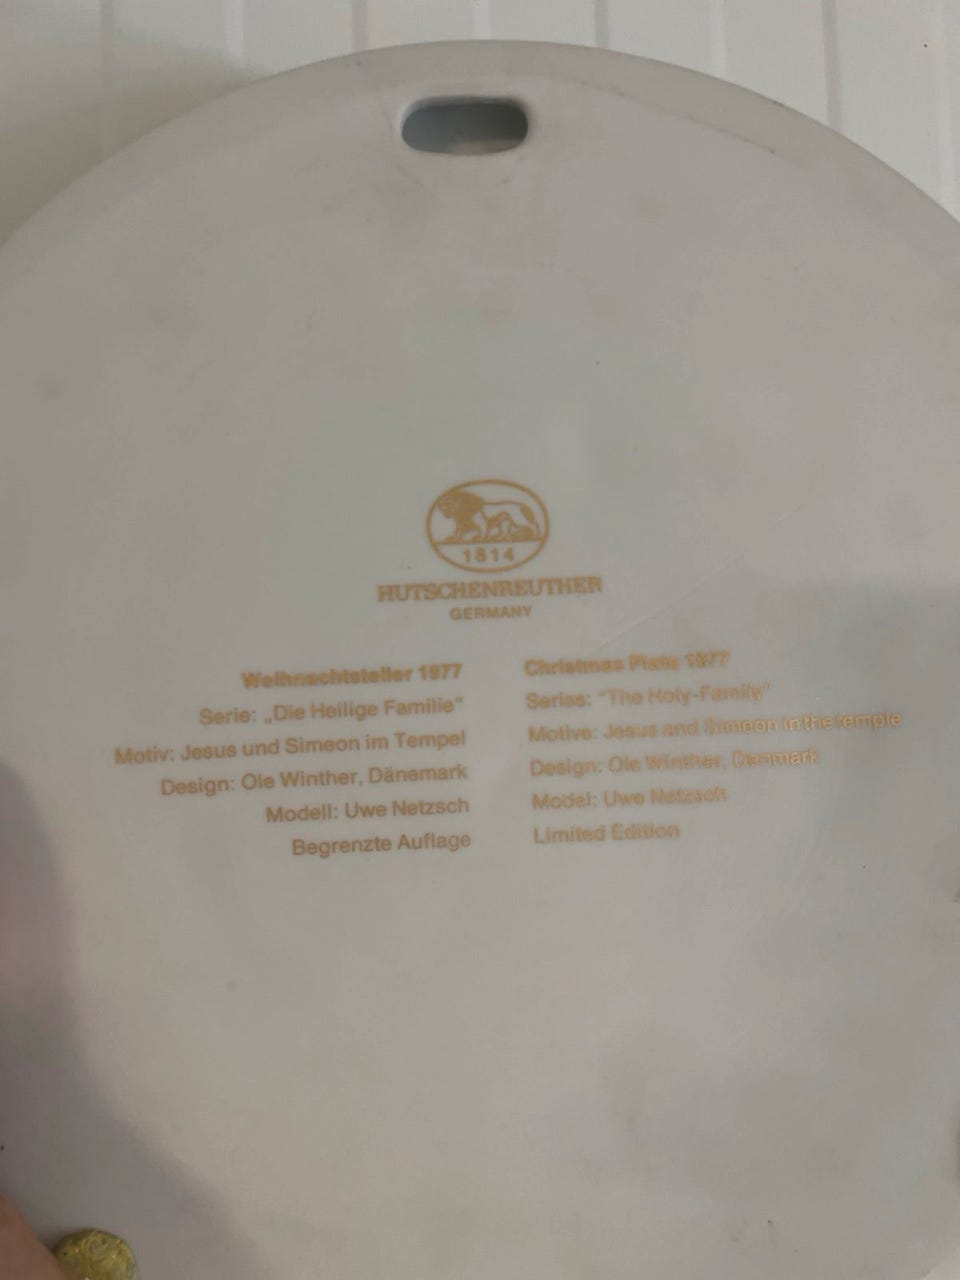 1814
HUTSCHENREUTHER
GERMANY
Weihnachtsteller 1977
Serie: „Die Heilige Familie“
Motiv: Jesus und Simeon im Tempel
Design: Ole Winther, Dänemark
Modell: Uwe Netzsch
Begrenzte Auflage
Christmas Plate 1977
Series: “The Holy-Family”
Motive: Jesus and Simeon in the temple
Design: Ole Winther, Danmark
Model: Uwe Netzsch
Limited Edition